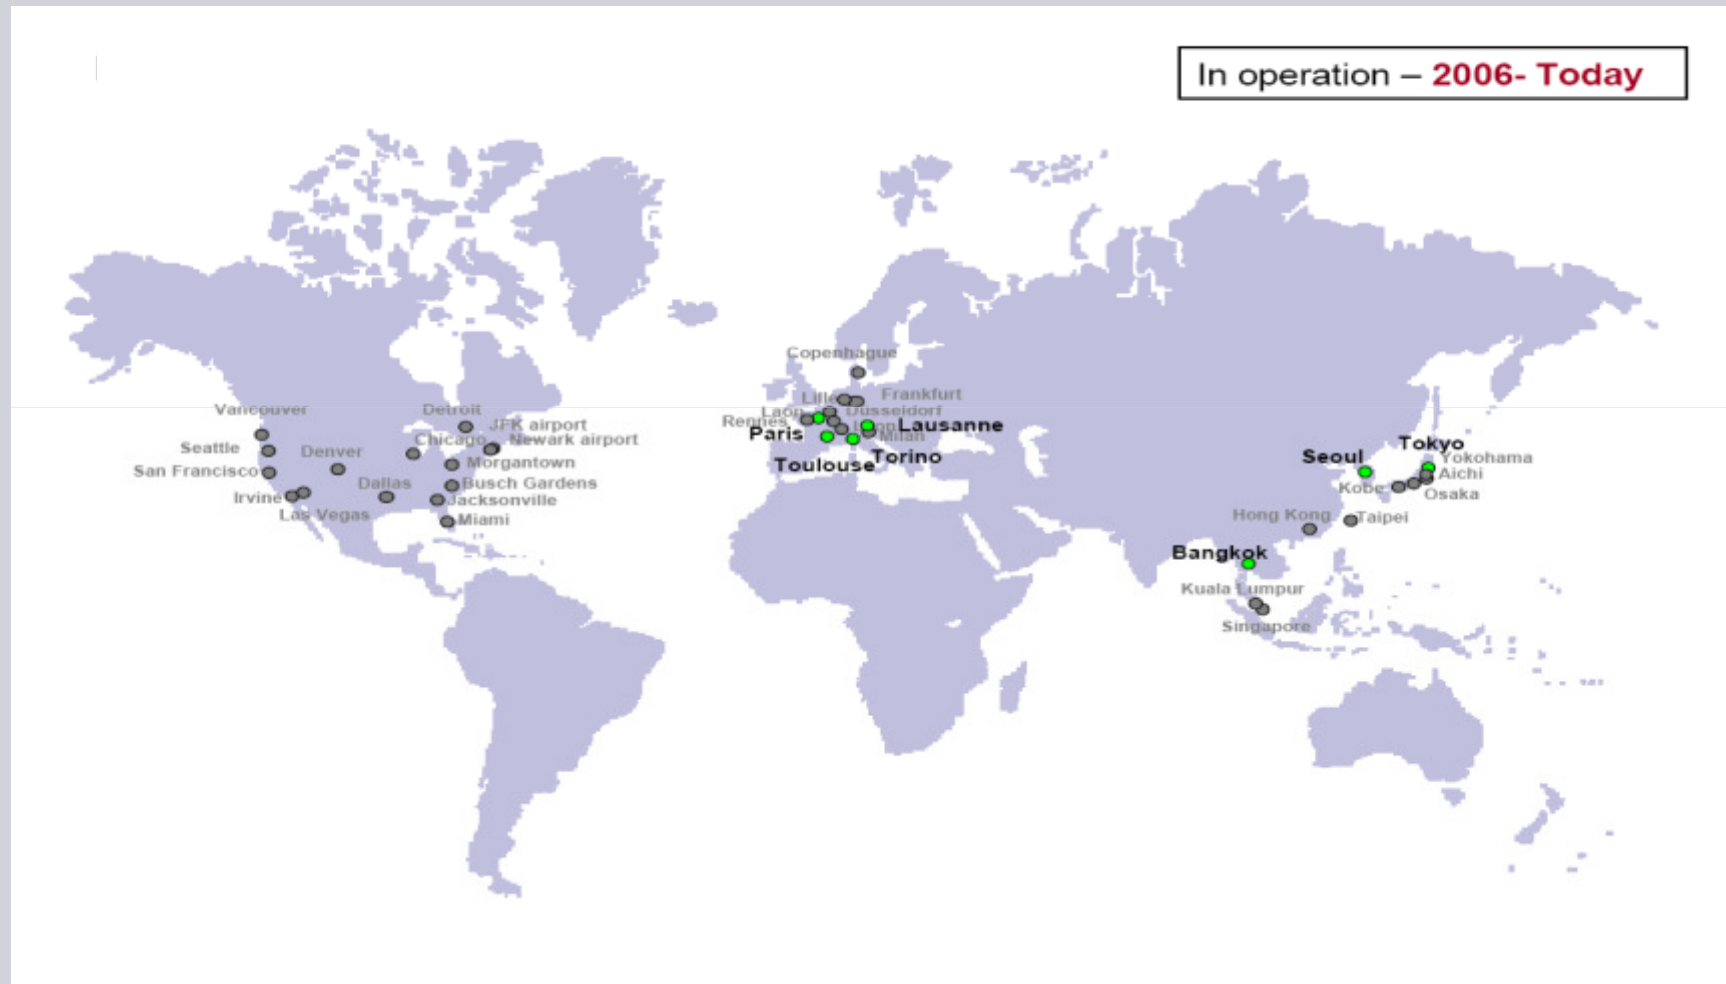 In operation – 2006- Today
Copenhague
Lille
Frankfurt
Laon
Dusseldorf
Rennes
Paris
Lausanne
Milan
Toulouse
Torino
Vancouver
Detroit
JFK airport
Chicago
Newark airport
Seattle
Denver
Morgantown
San Francisco
Dallas
Busch Gardens
Irvine
Jacksonville
Las Vegas
Miami
Tokyo
Seoul
Yokohama
Aichi
Kobe
Osaka
Hong Kong
Taipei
Bangkok
Kuala Lumpur
Singapore